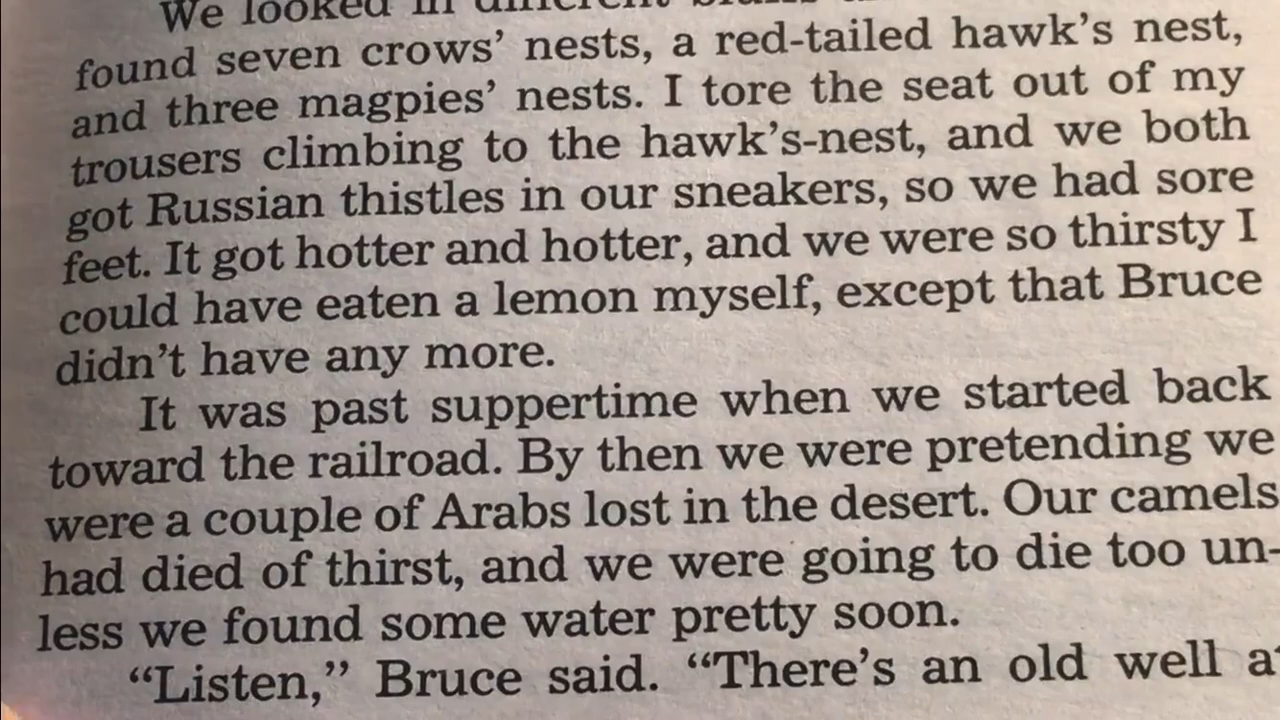 We looked in different
found seven crows’ nests, a red-tailed hawk’s nest,
and three magpies’ nests. I tore the seat out of my
trousers climbing to the hawk’s-nest, and we both
got Russian thistles in our sneakers, so we had sore
feet. It got hotter and hotter, and we were so thirsty I
could have eaten a lemon myself, except that Bruce
didn’t have any more.
It was past suppertime when we started back
toward the railroad. By then we were pretending we
were a couple of Arabs lost in the desert. Our camels
had died of thirst, and we were going to die too un-
less we found some water pretty soon.
“Listen,” Bruce said. “There’s an old well